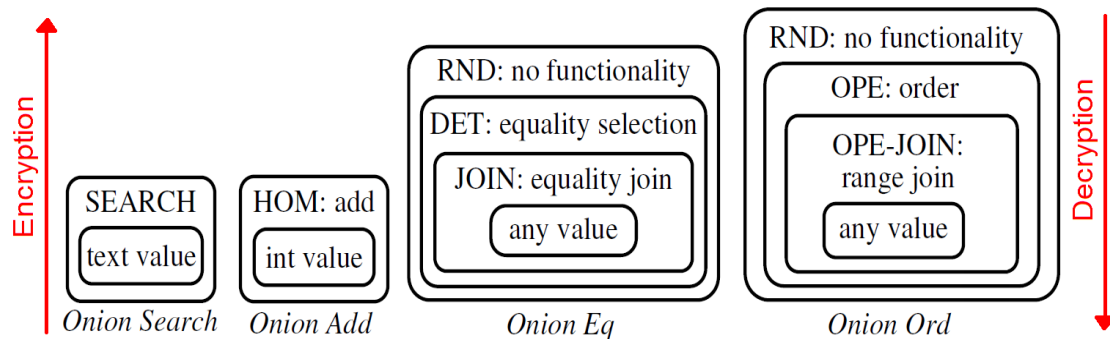 Encryption
SEARCH
text value
Onion Search
HOM: add
int value
Onion Add
RND: no functionality
DET: equality selection
JOIN: equality join
any value
Onion Eq
RND: no functionality
OPE: order
OPE-JOIN:
range join
any value
Onion Ord
Decryption